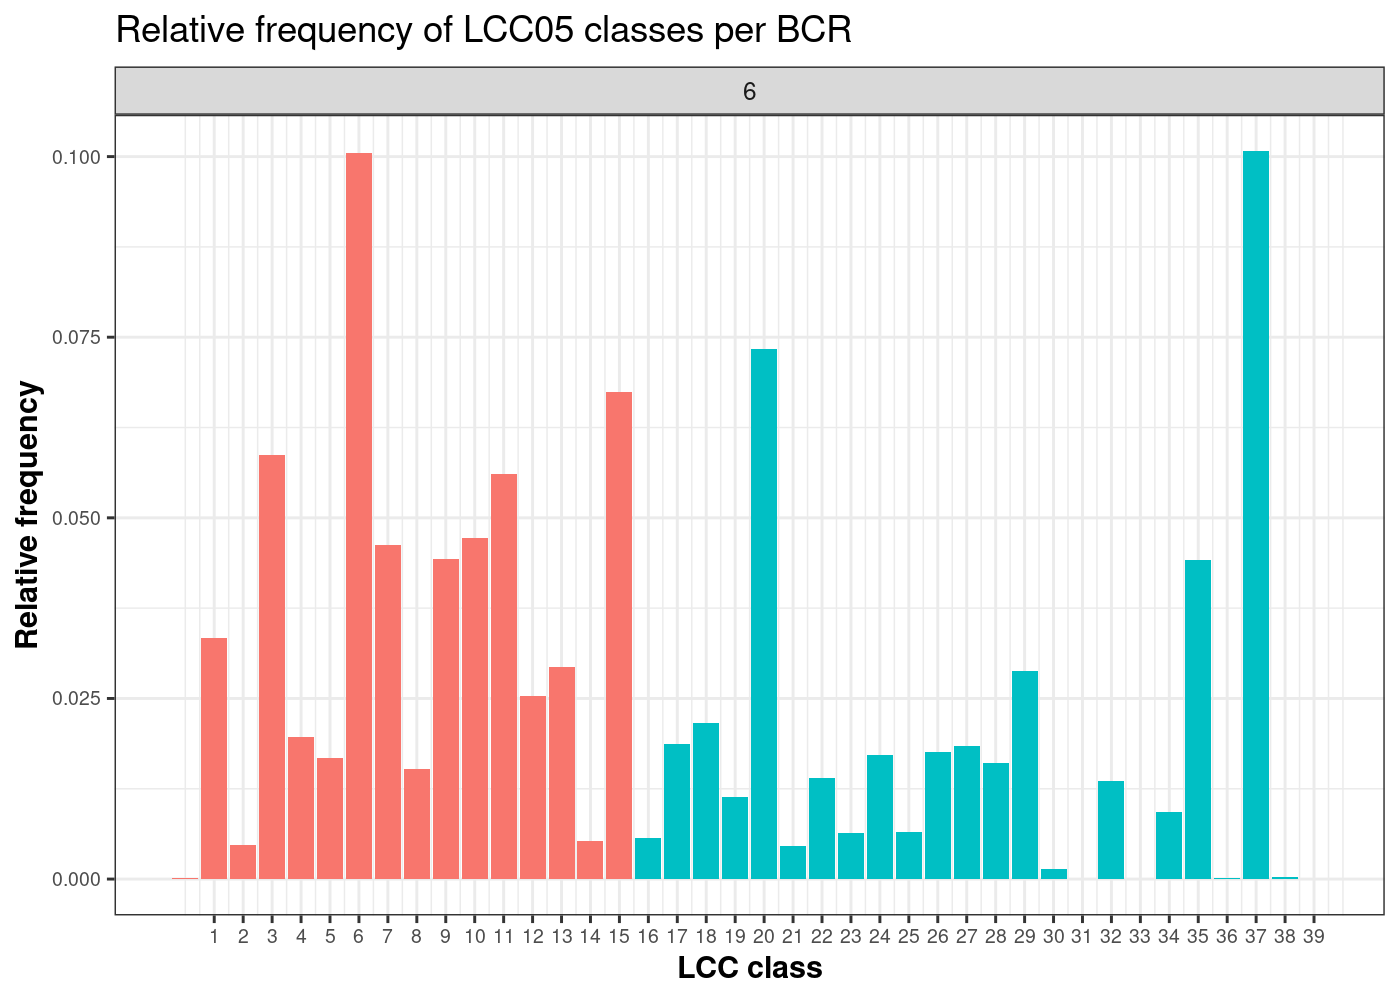 Relative frequency of LCC05 classes per BCR
6
Relative frequency
0.100
0.075
0.050
0.025
0.000
1 2 3 4 5 6 7 8 9 10 11 12 13 14 15 16 17 18 19 20 21 22 23 24 25 26 27 28 29 30 31 32 33 34 35 36 37 38 39
LCC class